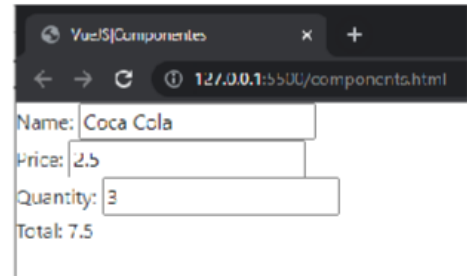 VueJS|Componentes
127.0.0.1:5500/components.html
Name: Coca Cola
Price: 2.5
Quantity: 3
Total: 7.5